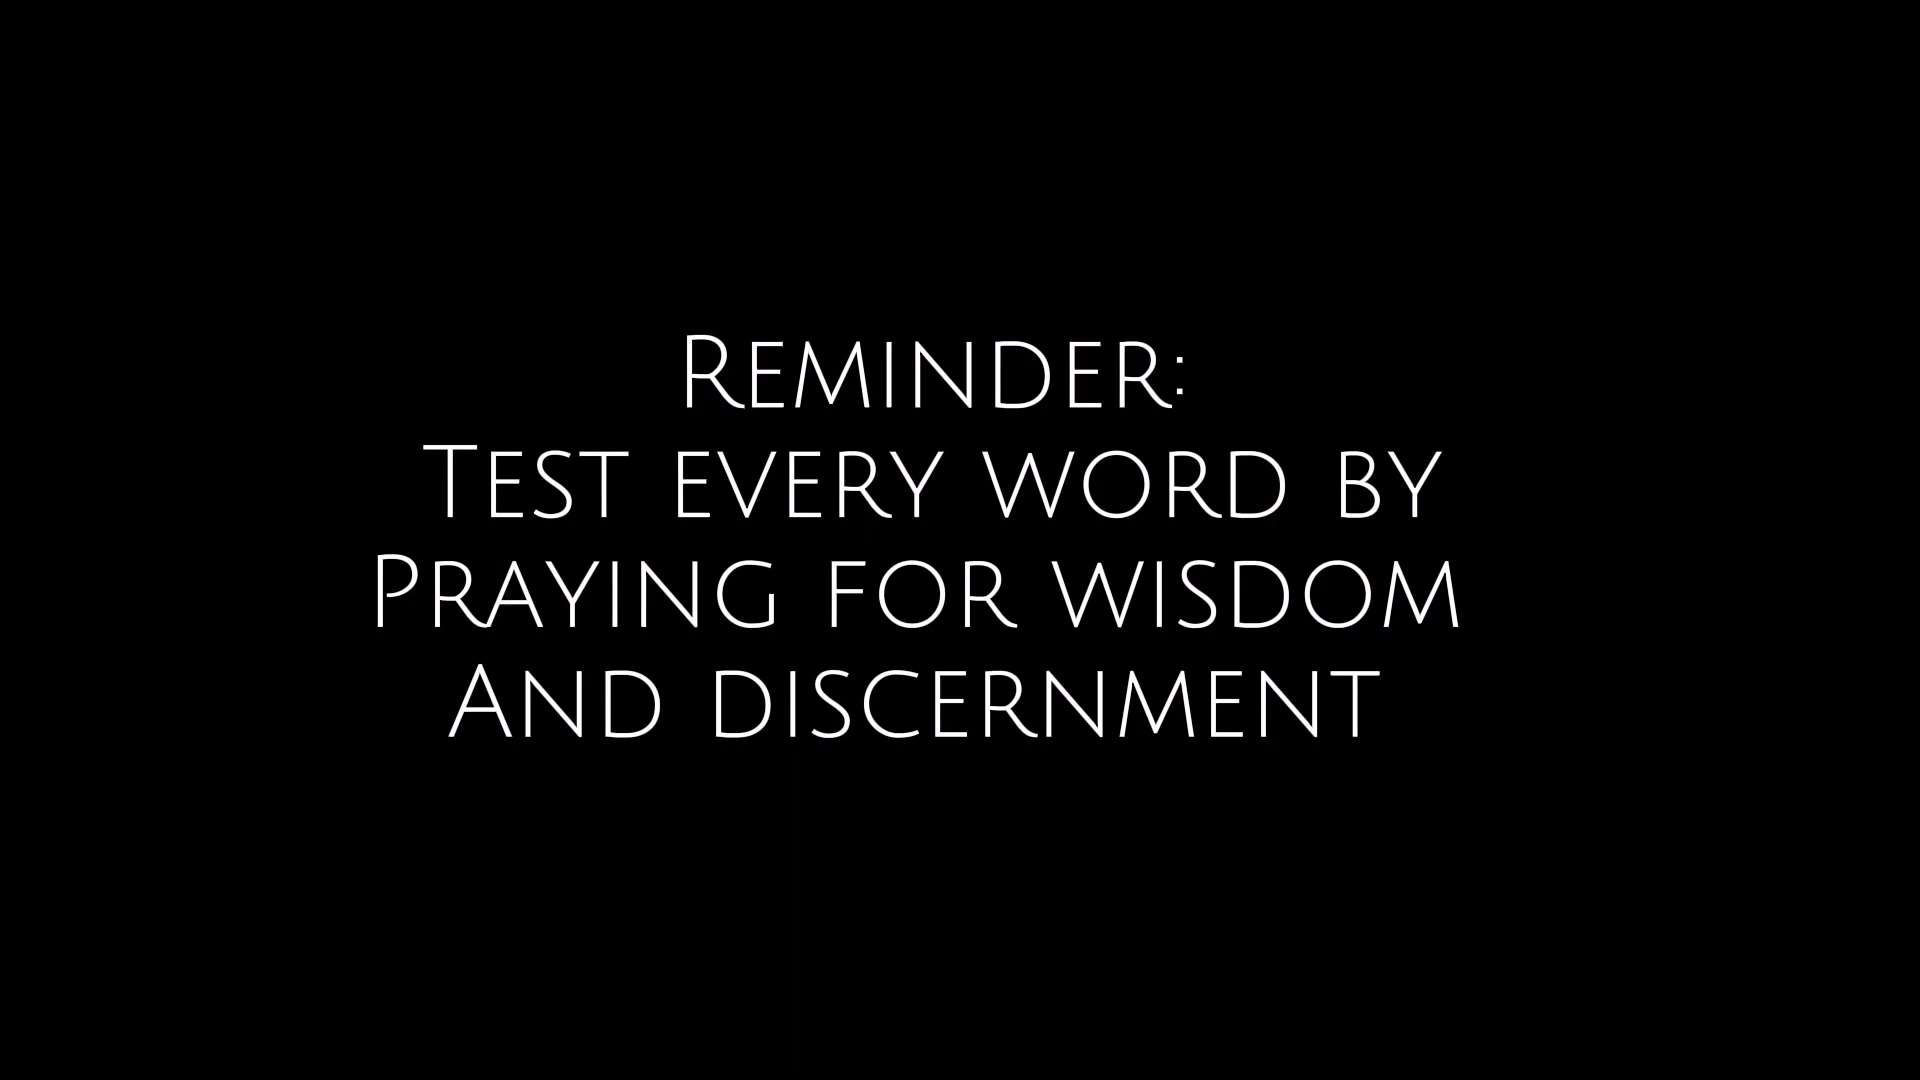 Reminder:
Test every word by
Praying for wisdom
And discernment